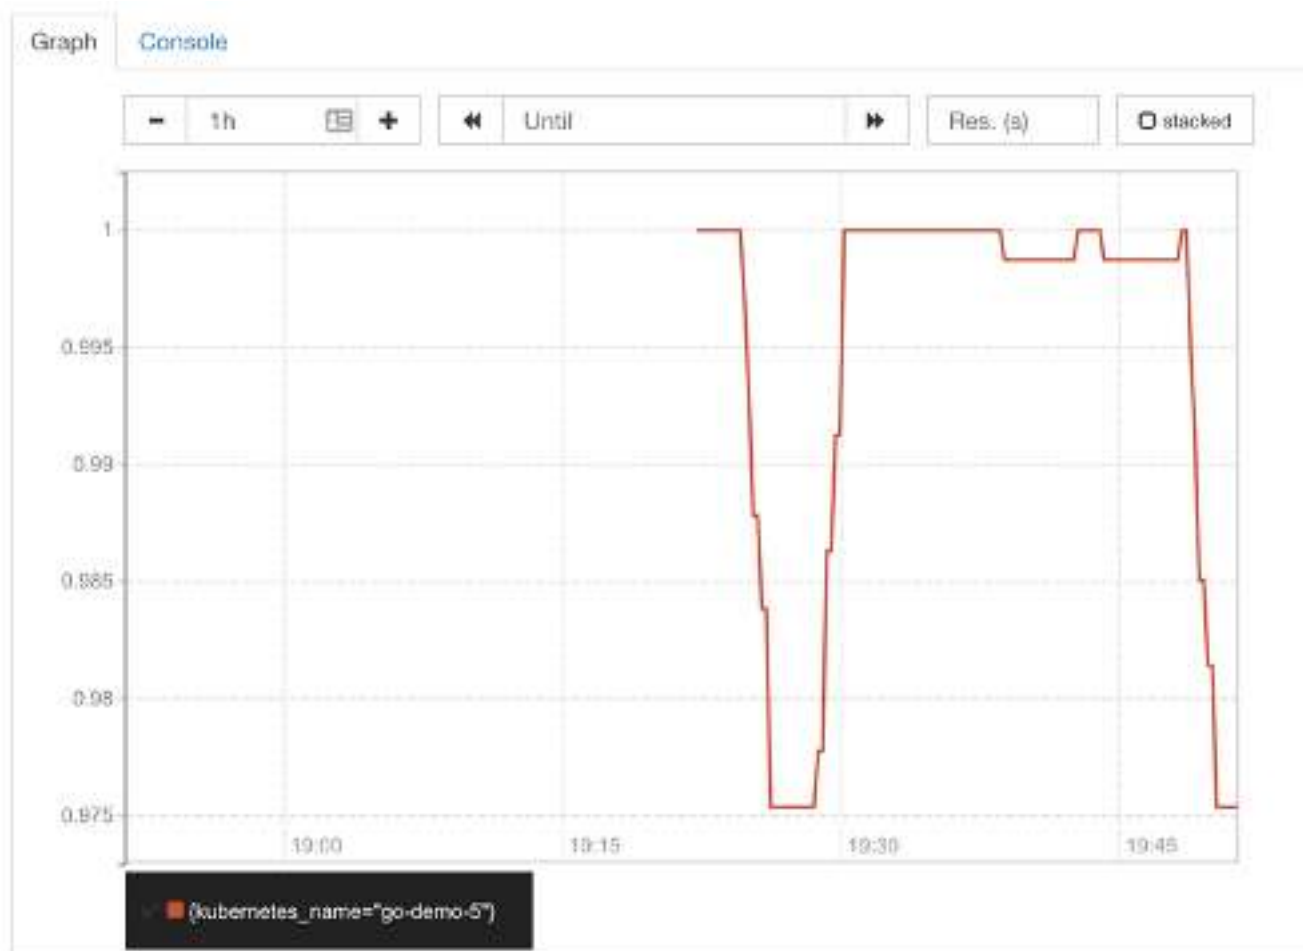 Graph Console
− 1h + Until Res. (s) stacked
1
0.995
0.99
0.985
0.98
0.975
19:00 19:15 19:30 19:45
{kubernetes_name="go-demo-5"}